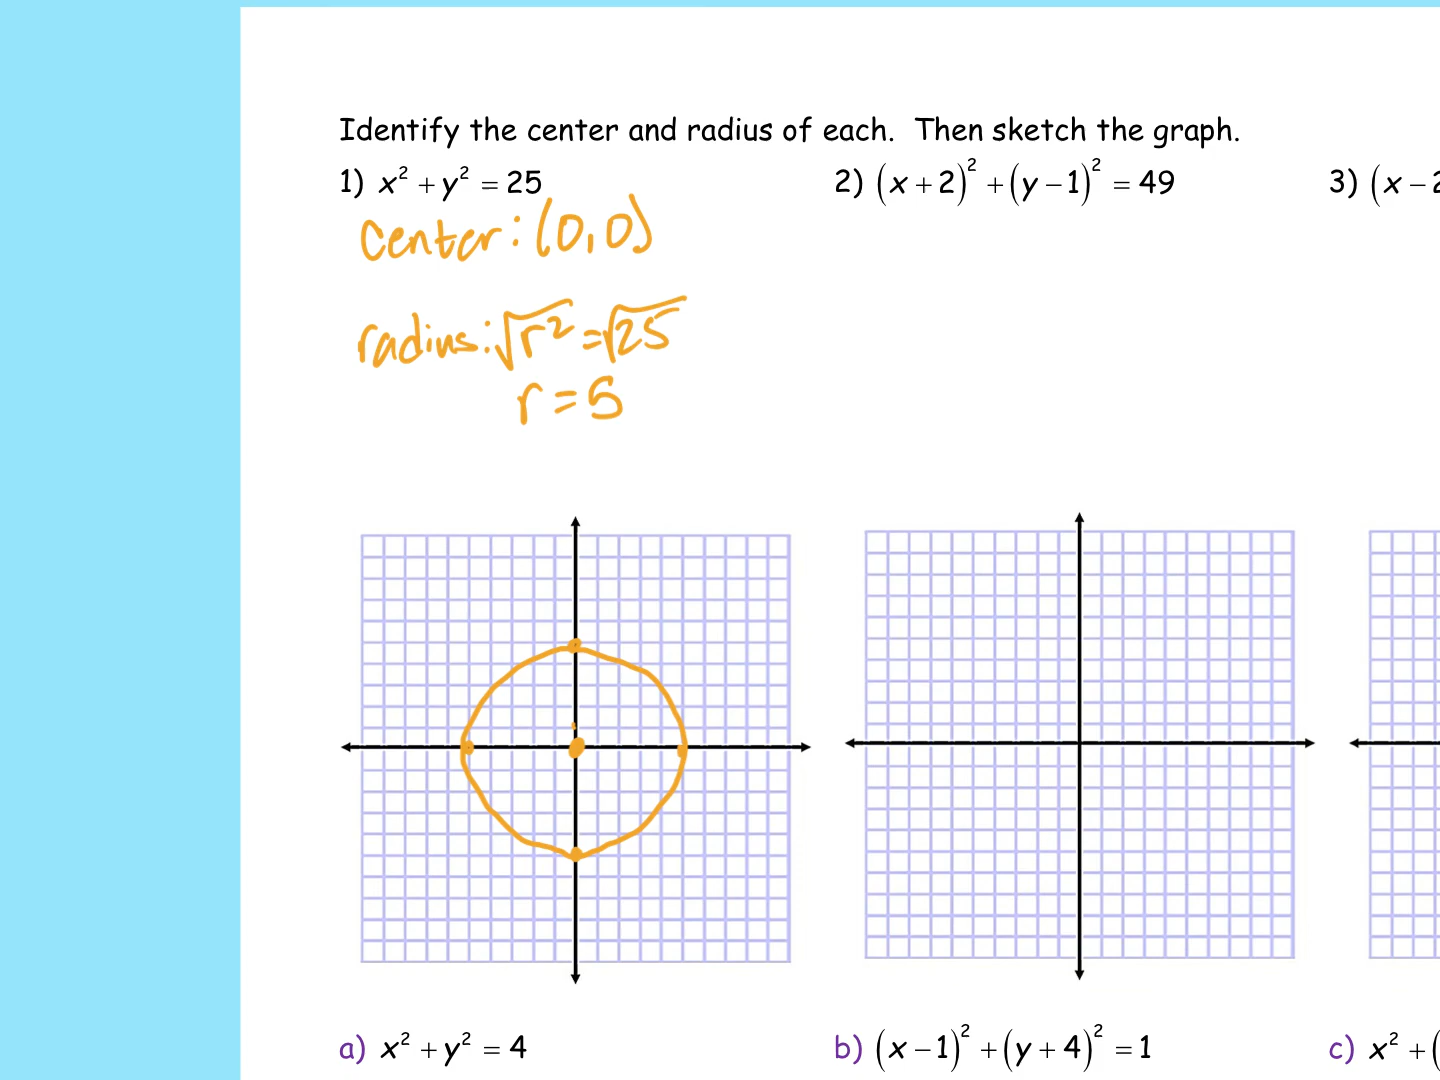 Identify the center and radius of each. Then sketch the graph.
1) x² + y² = 25
2) (x + 2)² + (y − 1)² = 49
3) (x − 2
center: (0,0)
radius: √r² = √25
r = 5
a) x² + y² = 4
b) (x − 1)² + (y + 4)² = 1
c) x² + (